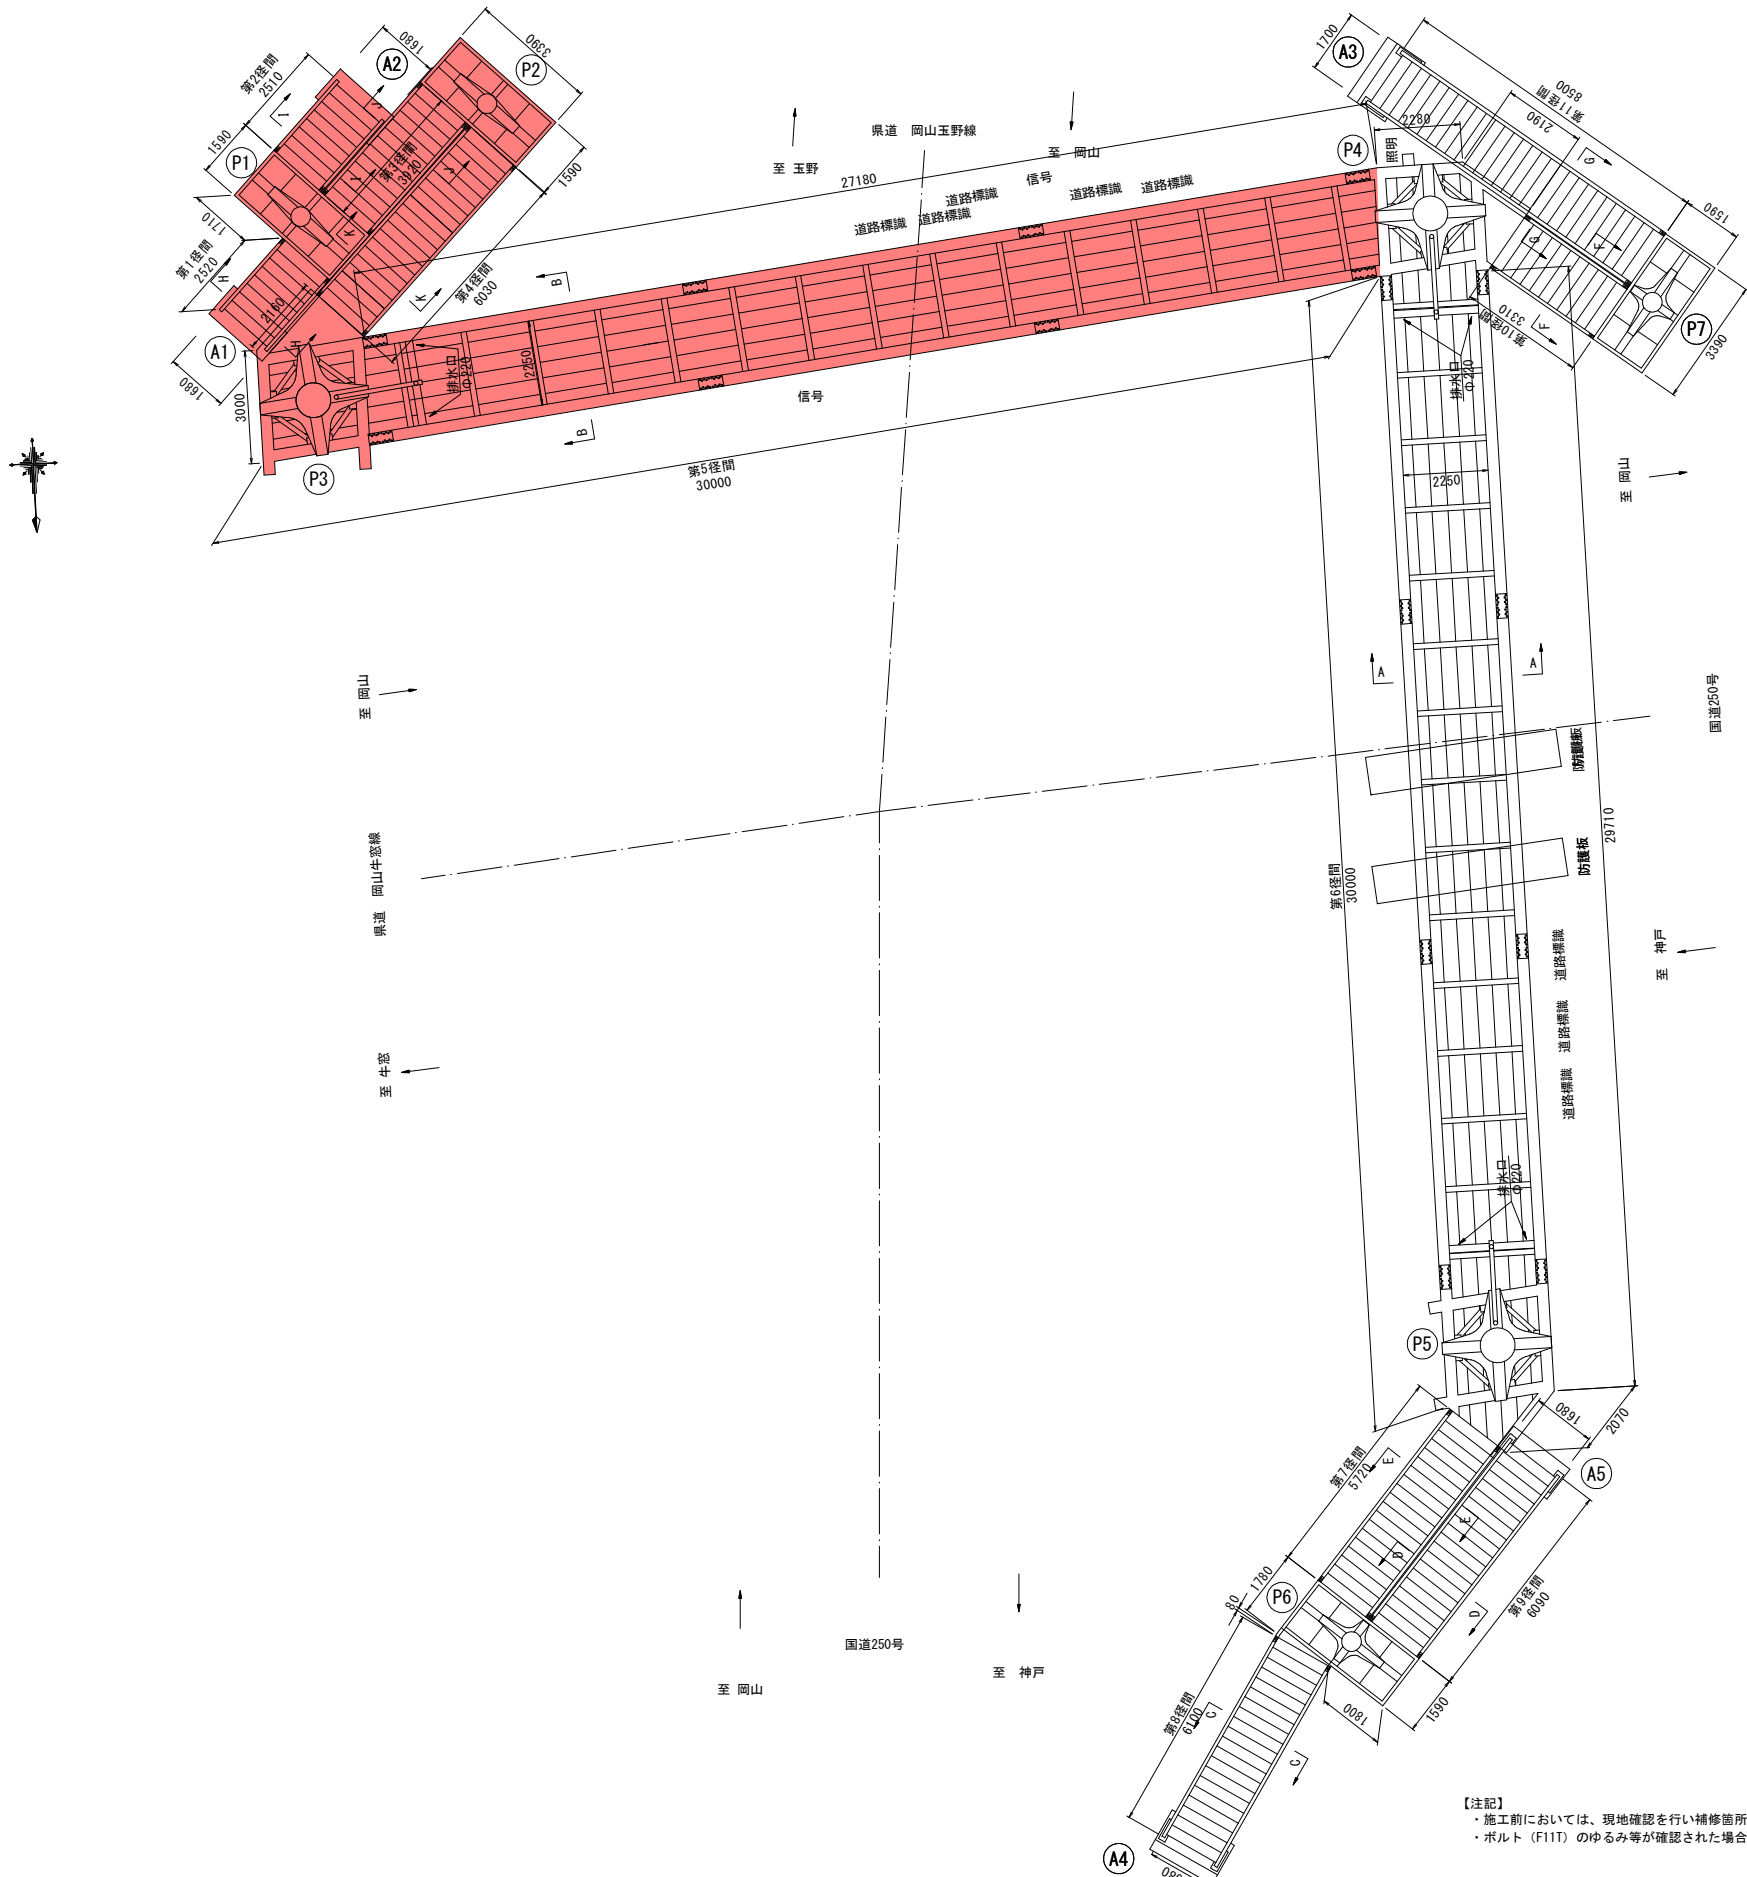 第2径間
2510
1680
A2
P2
3390
1590
P1
第3径間
3920
1590
1710
第1径間
2520
2160
第4径間
6030
A1
1680
3000
P3
I
J
J
K
K
H
H
B
B
排水口
Φ220
2250
第5径間
30000
27180
県道 岡山玉野線
至 玉野
至 岡山
信号
道路標識
道路標識
道路標識
道路標識
道路標識
信号
1700
A3
第11径間
8500
2190
2280
P4
照明
G
G
F
F
1590
第10径間
3310
P7
3390
排水口
Φ220
2250
至 岡山
A
A
国道250号
防護板
防護板
29710
第6径間
30000
至 神戸
道路標識
道路標識
道路標識
排水口
Φ220
P5
1680
2070
A5
第7径間
5720
E
E
D
D
第9径間
6090
1780
80
P6
1590
1800
第8径間
6100
C
C
A4
至 岡山
県道 岡山牛窓線
至 牛窓
国道250号
至 岡山
至 神戸
【注記】
・施工前においては、現地確認を行い補修箇所
・ボルト（F11T）のゆるみ等が確認された場合